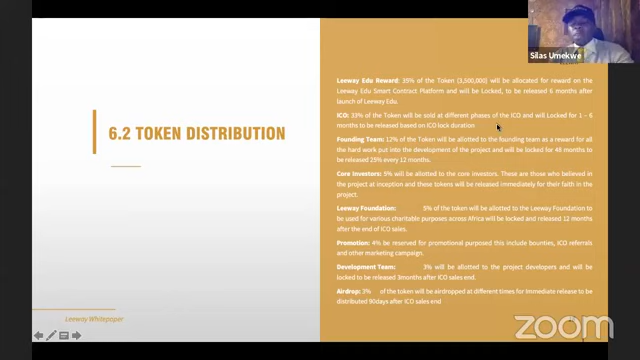 Silas Umekwe
6.2 TOKEN DISTRIBUTION
Leeway Edu Reward: 35% of the Token (3,500,000) will be allocated for reward on the
Leeway Edu Smart Contract Platform and will be Locked, to be released 6 months after
launch of Leeway Edu.
ICO: 33% of the Token will be sold at different phases of the ICO and will Locked for 1 – 6
months to be released based on ICO lock duration
Founding Team: 12% of the Token will be allotted to the founding team as a reward for all
the hard work put into the development of the project and will be locked for 48 months to
be released 25% every 12 months.
Core Investors: 5% will be allotted to the core investors. These are those who believed in
the project at inception and these tokens will be released immediately for their faith in the
project.
Leeway Foundation: 5% of the token will be allotted to the Leeway Foundation to
be used for various charitable purposes across Africa will be locked and released 12 months
after the end of ICO sales.
Promotion: 4% be reserved for promotional purposed this include bounties, ICO referrals
and other marketing campaign.
Development Team: 3% will be allotted to the project developers and will be
locked to be released 3months after ICO sales end.
Airdrop: 3% of the token will be airdropped at different times for immediate release to be
distributed 90days after ICO sales end
Leeway Whitepaper
zoom